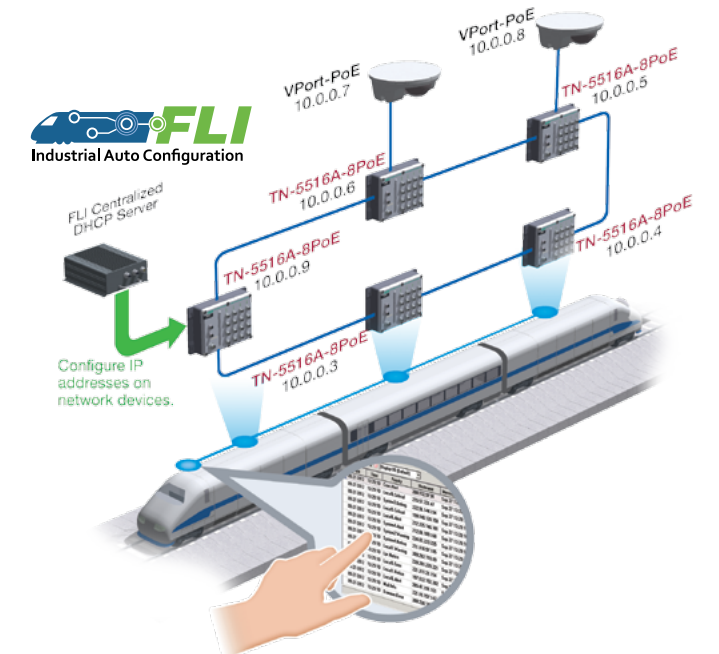 VPort-PoE
10.0.0.8
VPort-PoE
10.0.0.7
TN-5516A-8PoE
10.0.0.5
FLI
Industrial Auto Configuration
TN-5516A-8PoE
10.0.0.6
FLI Centralized
DHCP Server
TN-5516A-8PoE
10.0.0.4
TN-5516A-8PoE
10.0.0.9
Configure IP
addresses on
network devices.
TN-5516A-8PoE
10.0.0.3